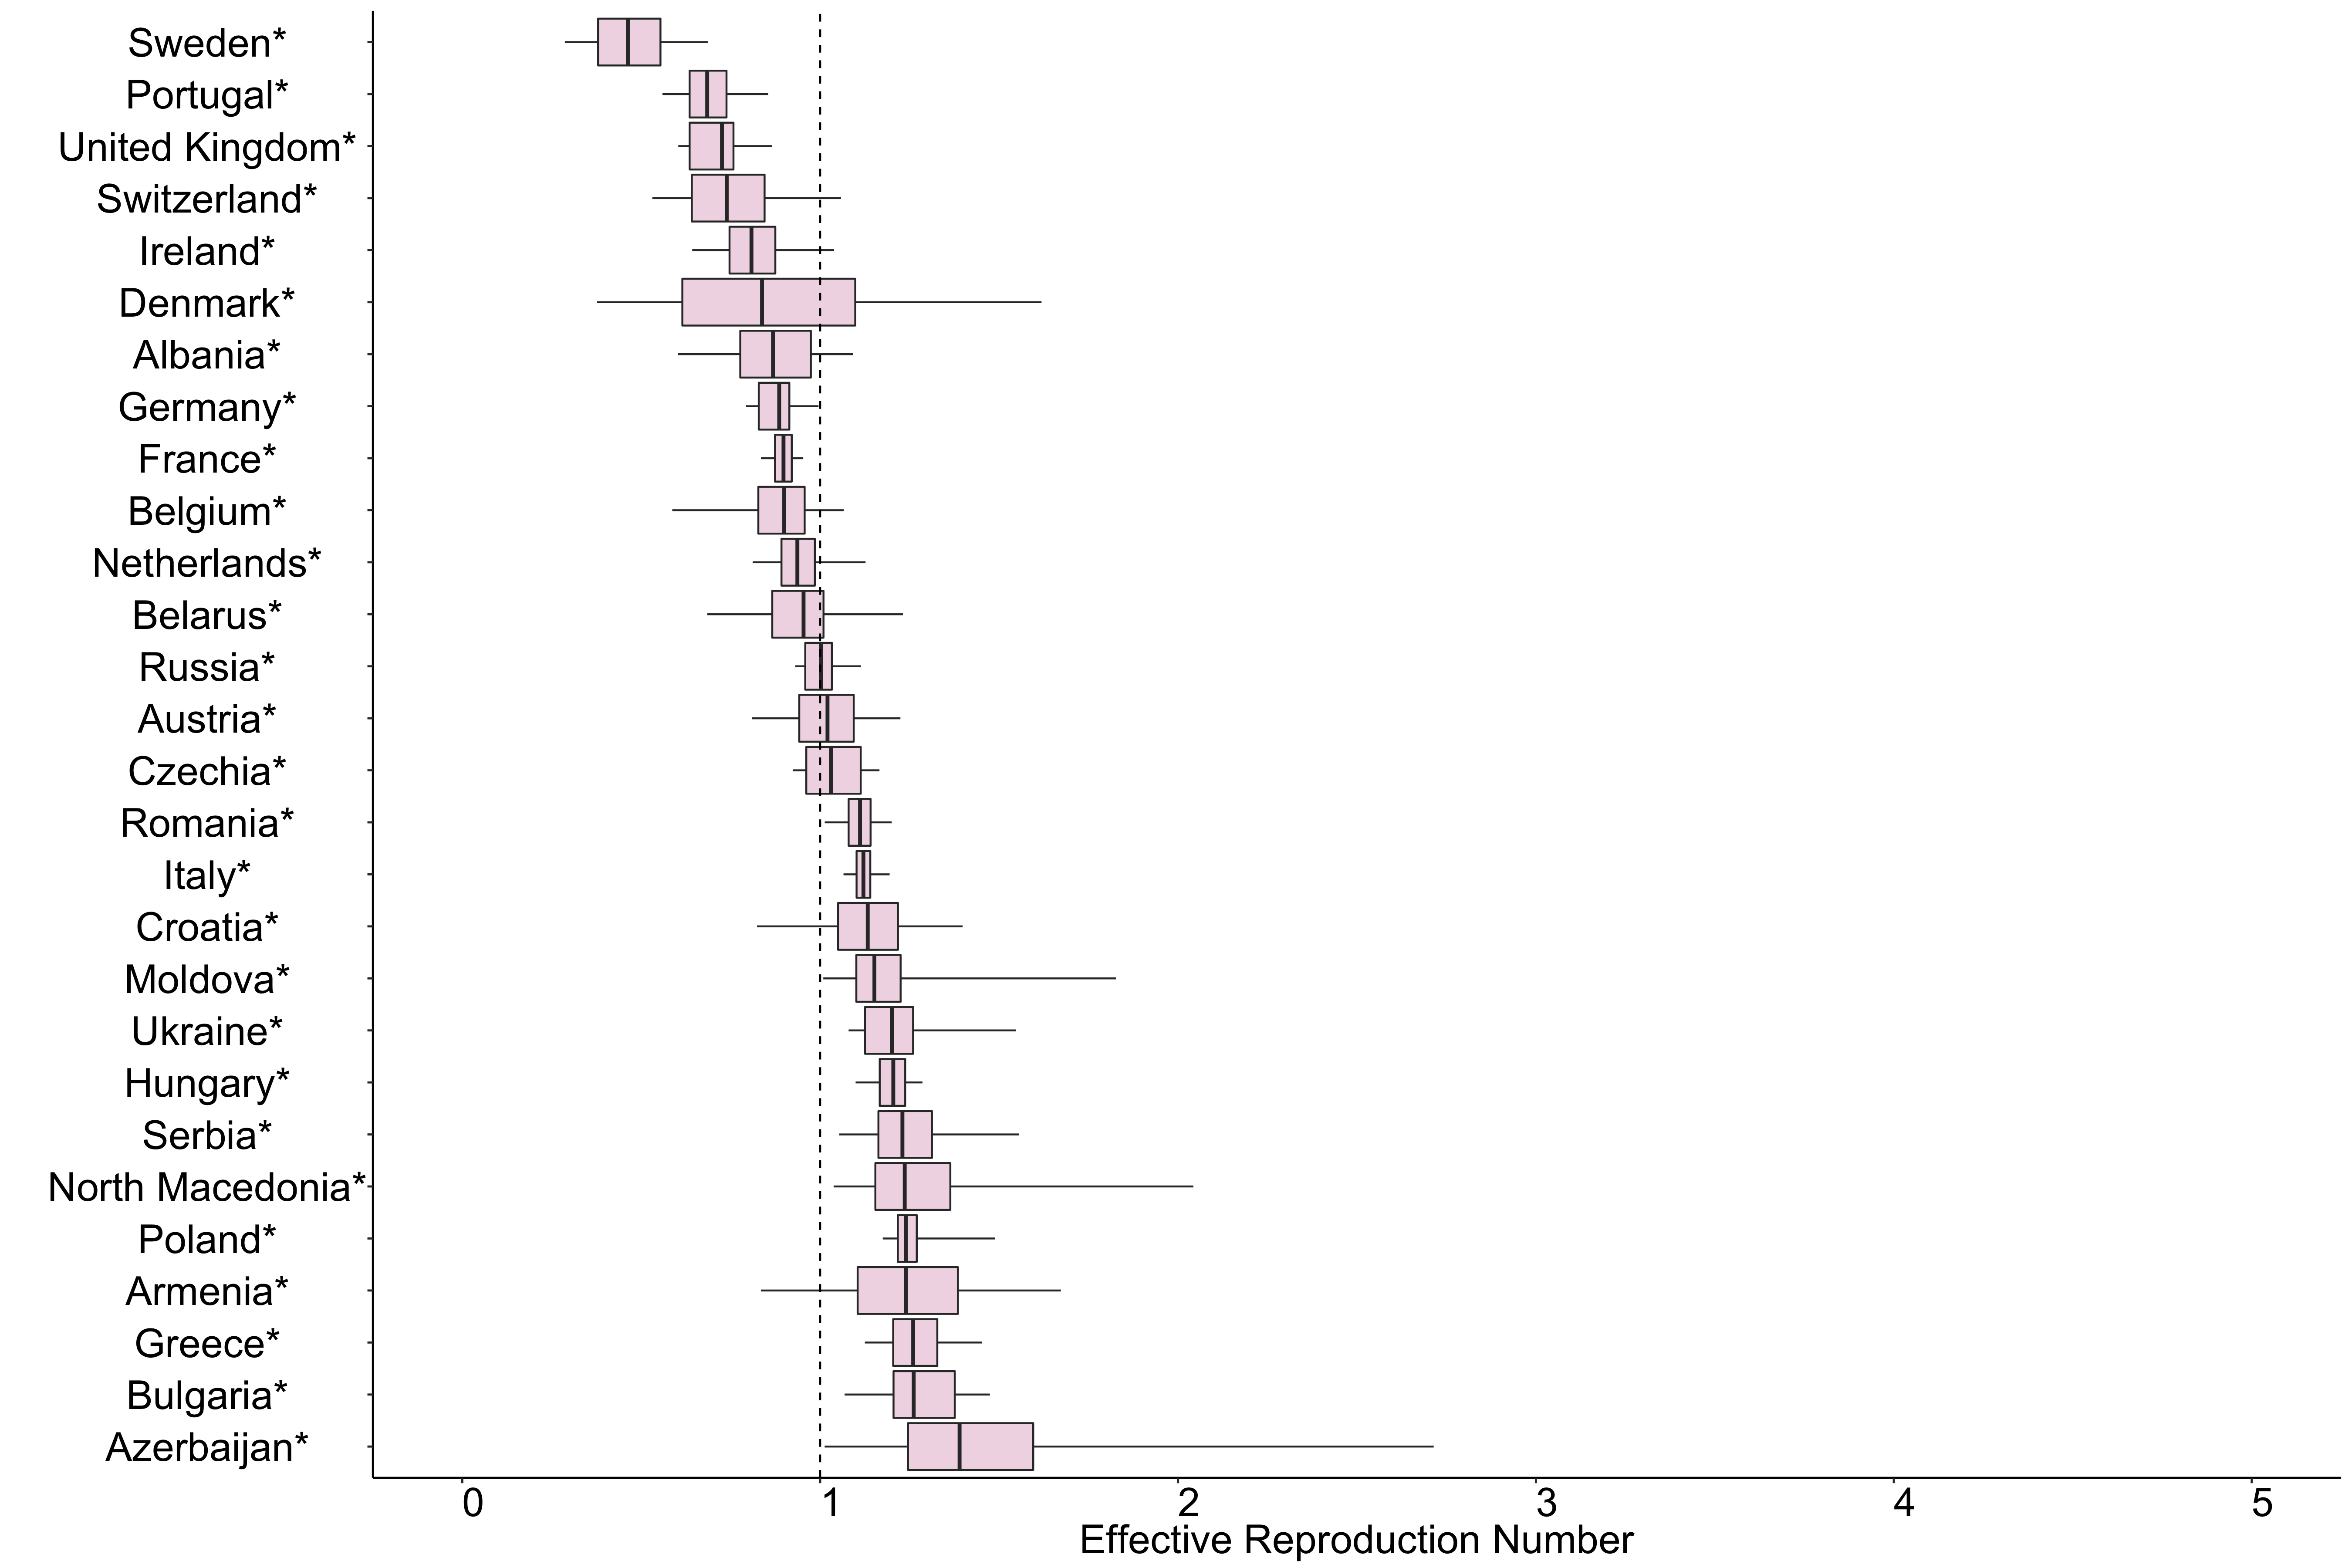 Sweden*
Portugal*
United Kingdom*
Switzerland*
Ireland*
Denmark*
Albania*
Germany*
France*
Belgium*
Netherlands*
Belarus*
Russia*
Austria*
Czechia*
Romania*
Italy*
Croatia*
Moldova*
Ukraine*
Hungary*
Serbia*
North Macedonia*
Poland*
Armenia*
Greece*
Bulgaria*
Azerbaijan*
0 1 2 3 4 5
Effective Reproduction Number